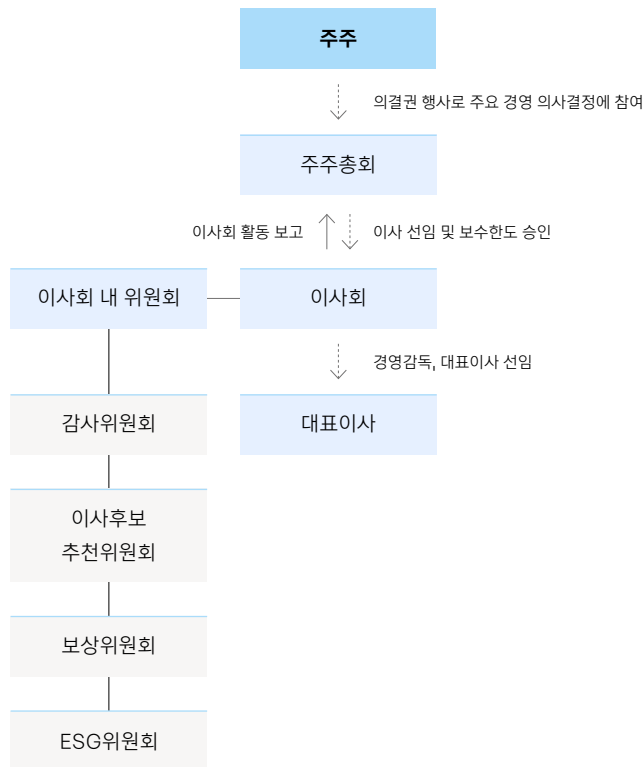 주주
의결권 행사로 주요 경영 의사결정에 참여
주주총회
이사회 활동 보고
이사 선임 및 보수한도 승인
이사회 내 위원회
이사회
경영감독, 대표이사 선임
감사위원회
대표이사
이사후보
추천위원회
보상위원회
ESG위원회